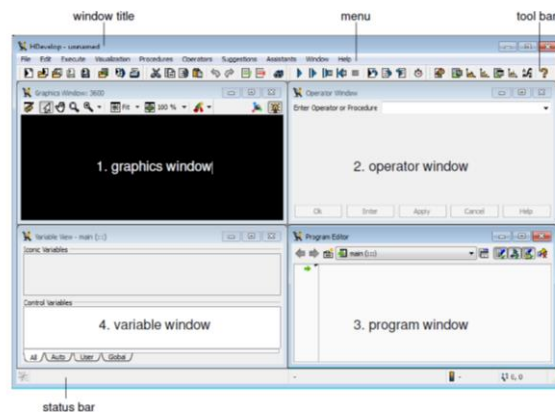 window title
menu
tool bar
HDevelop - unnamed
File Edit Execute Visualization Procedures Operators Suggestions Assistants Window Help
Graphics Window: 3600
Operator Window
Fit
100 %
Enter Operator or Procedure
1. graphics window
2. operator window
Ok Enter Apply Cancel Help
Variable View - main (:::)
Program Editor
Iconic Variables
main (:::)
Control Variables
4. variable window
3. program window
All Auto User Global
- - 0, 0
status bar